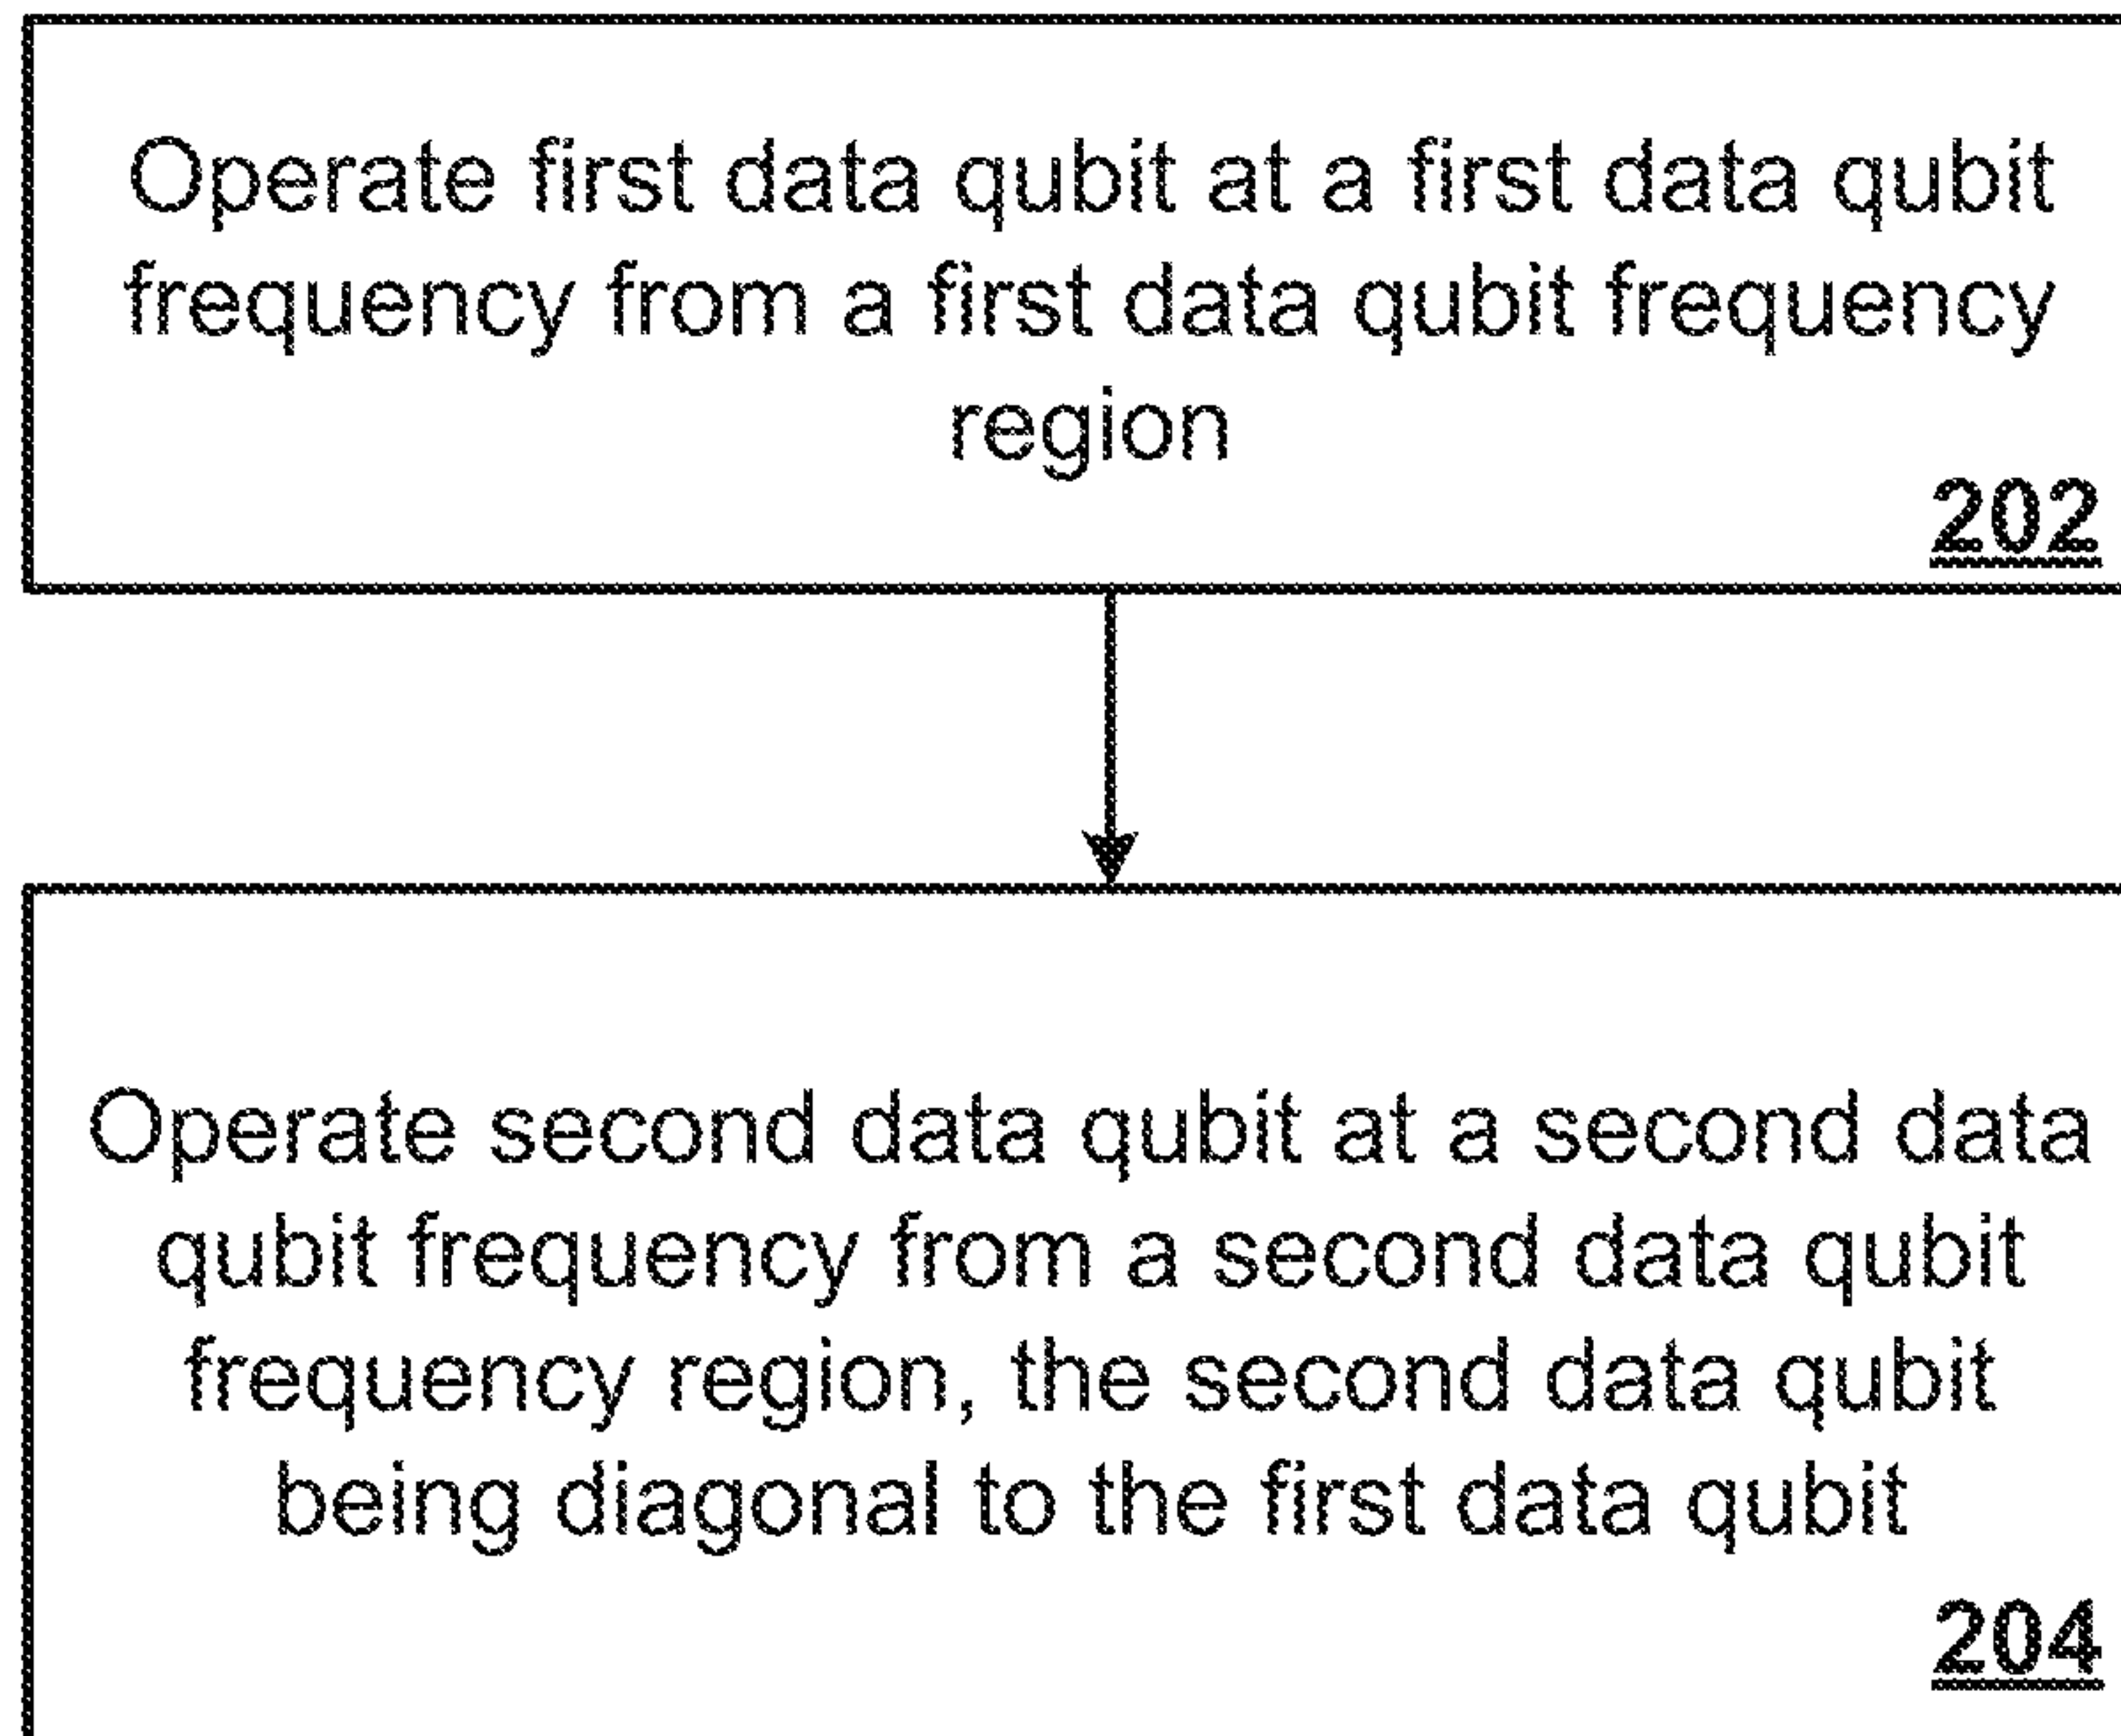 Operate first data qubit at a first data qubit
frequency from a first data qubit frequency
region
202
Operate second data qubit at a second data
qubit frequency from a second data qubit
frequency region, the second data qubit
being diagonal to the first data qubit
204